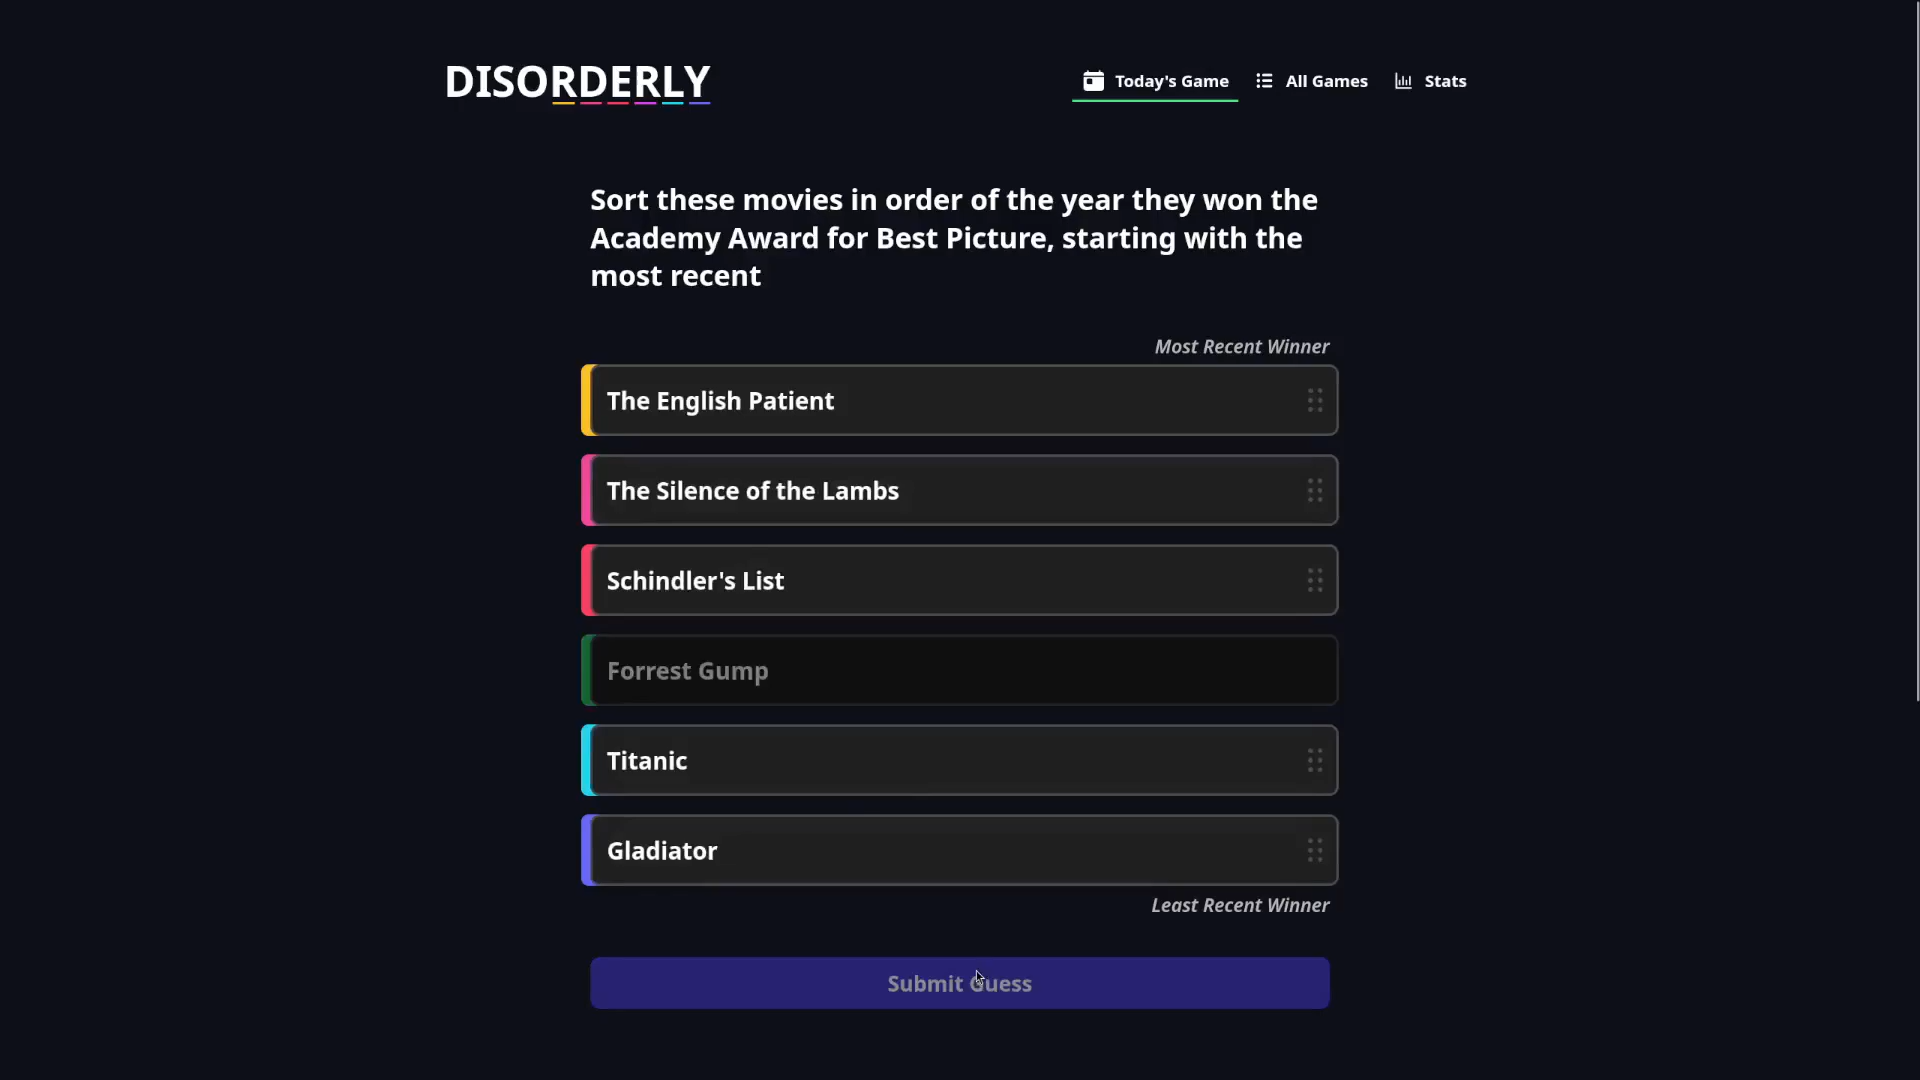 DISORDERLY
Today's Game
All Games
Stats
Sort these movies in order of the year they won the
Academy Award for Best Picture, starting with the
most recent
Most Recent Winner
The English Patient
The Silence of the Lambs
Schindler's List
Forrest Gump
Titanic
Gladiator
Least Recent Winner
Submit Guess